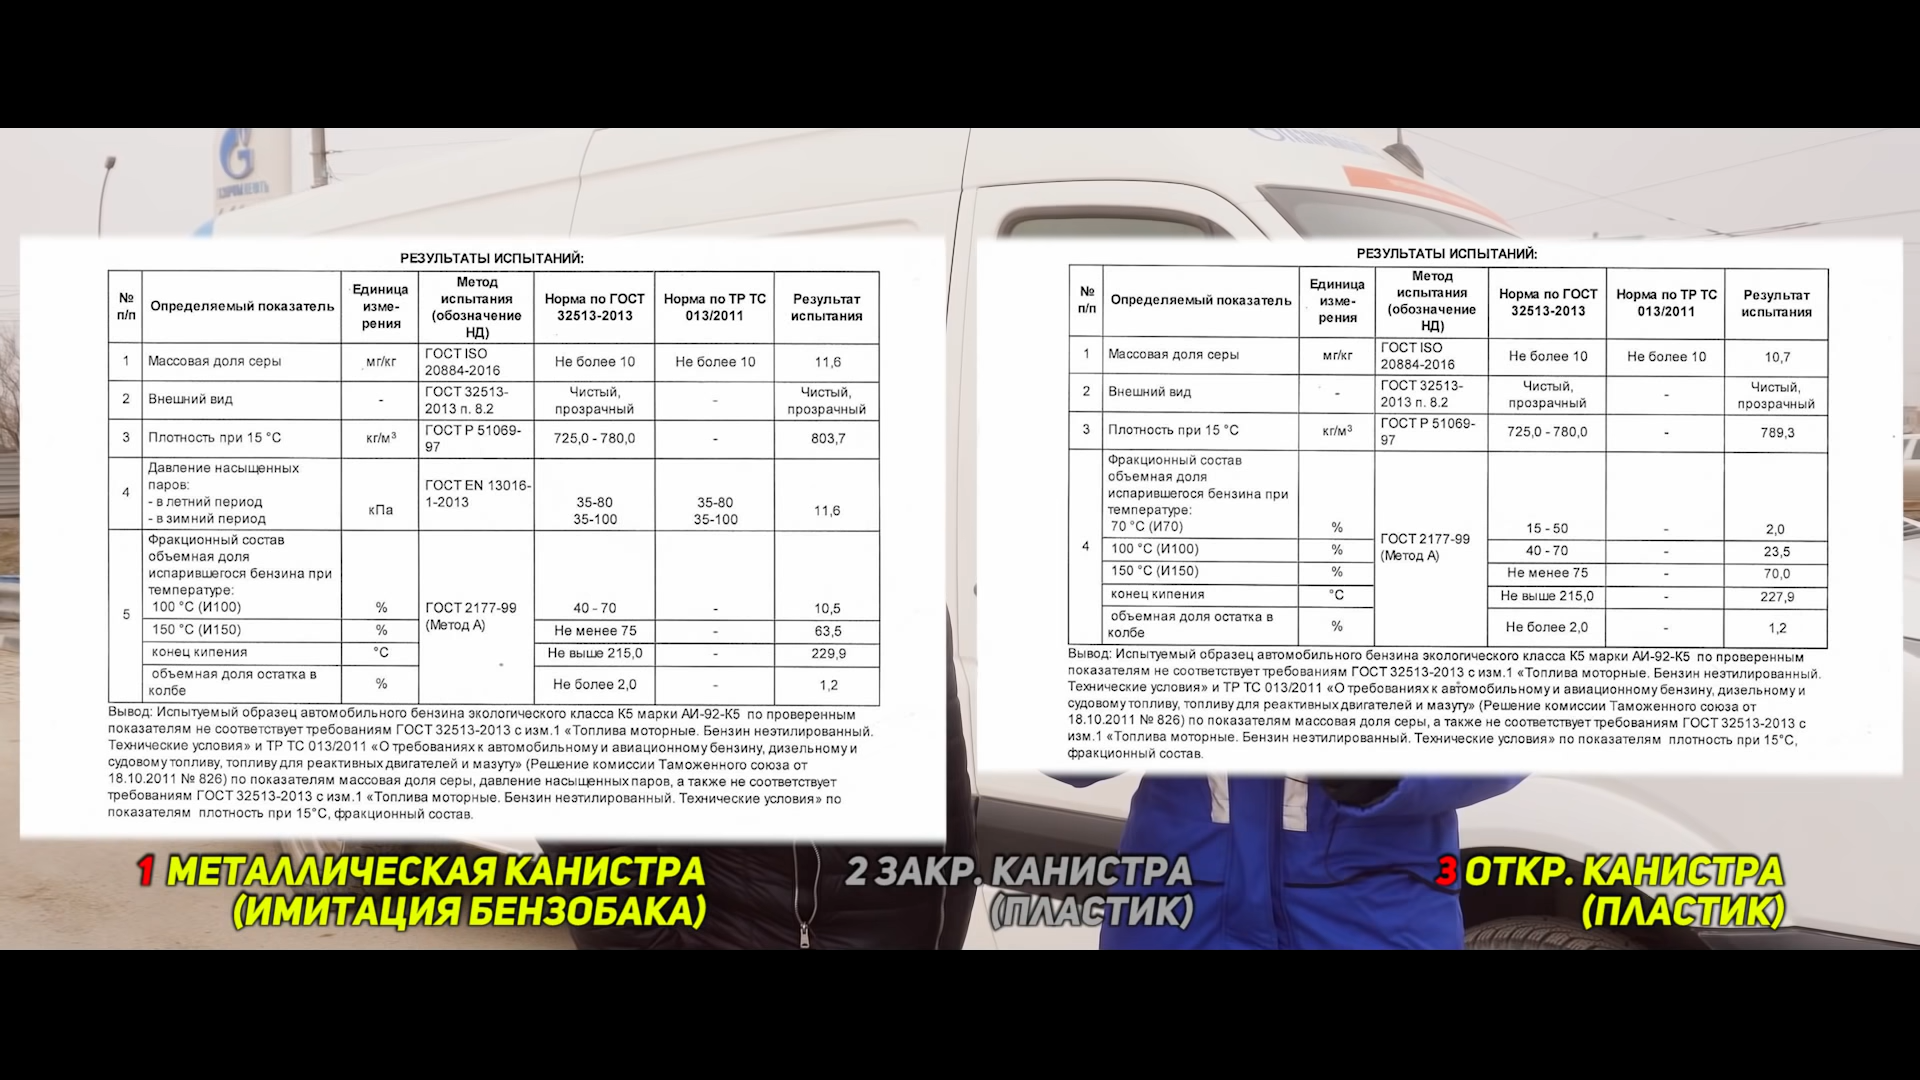 ГАЗПРОМНЕФТЬ
РЕЗУЛЬТАТЫ ИСПЫТАНИЙ:
№ п/п Определяемый показатель Единица изме-рения Метод испытания (обозначение НД) Норма по ГОСТ 32513-2013 Норма по ТР ТС 013/2011 Результат испытания
1 Массовая доля серы мг/кг ГОСТ ISO 20884-2016 Не более 10 Не более 10 11,6
2 Внешний вид - ГОСТ 32513-2013 п. 8.2 Чистый, прозрачный - Чистый, прозрачный
3 Плотность при 15 °С кг/м³ ГОСТ Р 51069-97 725,0 - 780,0 - 803,7
4 Давление насыщенных паров:
- в летний период
- в зимний период
кПа ГОСТ EN 13016-1-2013
35-80 35-80
35-100 35-100 11,6
5 Фракционный состав
объемная доля
испарившегося бензина при
температуре:
100 °С (И100) % ГОСТ 2177-99 (Метод А) 40 - 70 - 10,5
150 °С (И150) % Не менее 75 - 63,5
конец кипения °С Не выше 215,0 - 229,9
объемная доля остатка в колбе % Не более 2,0 - 1,2
Вывод: Испытуемый образец автомобильного бензина экологического класса К5 марки АИ-92-К5 по проверенным
показателям не соответствует требованиям ГОСТ 32513-2013 с изм.1 «Топлива моторные. Бензин неэтилированный.
Технические условия» и ТР ТС 013/2011 «О требованиях к автомобильному и авиационному бензину, дизельному и
судовому топливу, топливу для реактивных двигателей и мазуту» (Решение комиссии Таможенного союза от
18.10.2011 № 826) по показателям массовая доля серы, давление насыщенных паров, а также не соответствует
требованиям ГОСТ 32513-2013 с изм.1 «Топлива моторные. Бензин неэтилированный. Технические условия» по
показателям плотность при 15°С, фракционный состав.
РЕЗУЛЬТАТЫ ИСПЫТАНИЙ:
№ п/п Определяемый показатель Единица изме-рения Метод испытания (обозначение НД) Норма по ГОСТ 32513-2013 Норма по ТР ТС 013/2011 Результат испытания
1 Массовая доля серы мг/кг ГОСТ ISO 20884-2016 Не более 10 Не более 10 10,7
2 Внешний вид - ГОСТ 32513-2013 п. 8.2 Чистый, прозрачный - Чистый, прозрачный
3 Плотность при 15 °С кг/м³ ГОСТ Р 51069-97 725,0 - 780,0 - 789,3
4 Фракционный состав
объемная доля
испарившегося бензина при
температуре:
70 °С (И70) % ГОСТ 2177-99 (Метод А) 15 - 50 - 2,0
100 °С (И100) % 40 - 70 - 23,5
150 °С (И150) % Не менее 75 - 70,0
конец кипения °С Не выше 215,0 - 227,9
объемная доля остатка в колбе % Не более 2,0 - 1,2
Вывод: Испытуемый образец автомобильного бензина экологического класса К5 марки АИ-92-К5 по проверенным
показателям не соответствует требованиям ГОСТ 32513-2013 с изм.1 «Топлива моторные. Бензин неэтилированный.
Технические условия» и ТР ТС 013/2011 «О требованиях к автомобильному и авиационному бензину, дизельному и
судовому топливу, топливу для реактивных двигателей и мазуту» (Решение комиссии Таможенного союза от
18.10.2011 № 826) по показателям массовая доля серы, а также не соответствует требованиям ГОСТ 32513-2013 с
изм.1 «Топлива моторные. Бензин неэтилированный. Технические условия» по показателям плотность при 15°С,
фракционный состав.
1 МЕТАЛЛИЧЕСКАЯ КАНИСТРА
(ИМИТАЦИЯ БЕНЗОБАКА)
2 ЗАКР. КАНИСТРА
(ПЛАСТИК)
3 ОТКР. КАНИСТРА
(ПЛАСТИК)